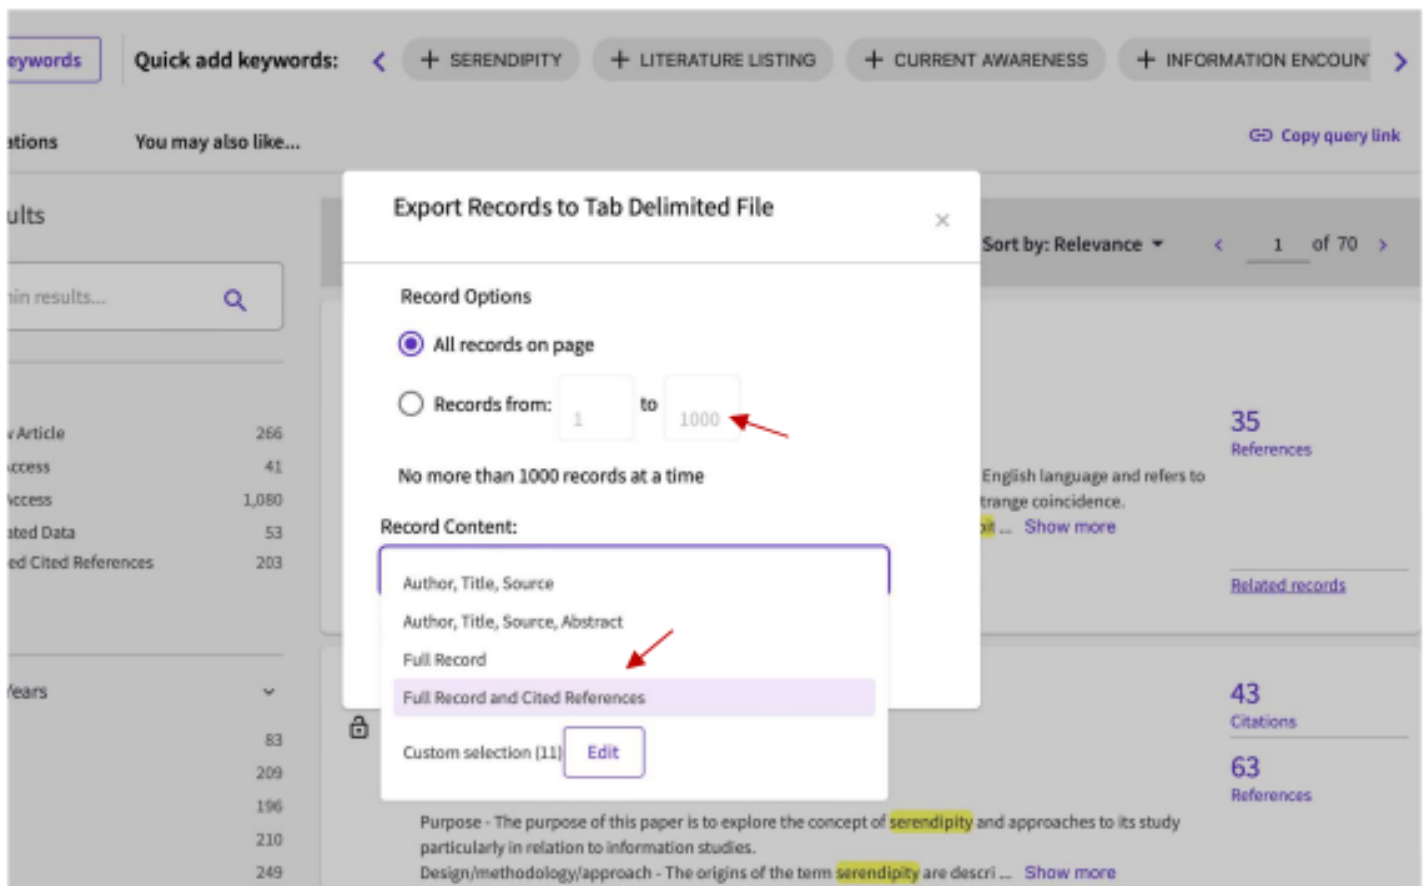 eywords
Quick add keywords:
+ SERENDIPITY
+ LITERATURE LISTING
+ CURRENT AWARENESS
+ INFORMATION ENCOUN
ations
You may also like...
Copy query link
ults
Export Records to Tab Delimited File
×
Sort by: Relevance
1 of 70
in results...
Record Options
All records on page
Records from: 1 to 1000
No more than 1000 records at a time
Record Content:
Author, Title, Source
Author, Title, Source, Abstract
Full Record
Full Record and Cited References
Custom selection (11) Edit
v Article 266
Access 41
Access 1,080
ated Data 53
ed Cited References 203
Years
83
209
196
210
249
35
References
English language and refers to
trange coincidence.
... Show more
Related records
43
Citations
63
References
Purpose - The purpose of this paper is to explore the concept of serendipity and approaches to its study
particularly in relation to information studies.
Design/methodology/approach - The origins of the term serendipity are descri ... Show more